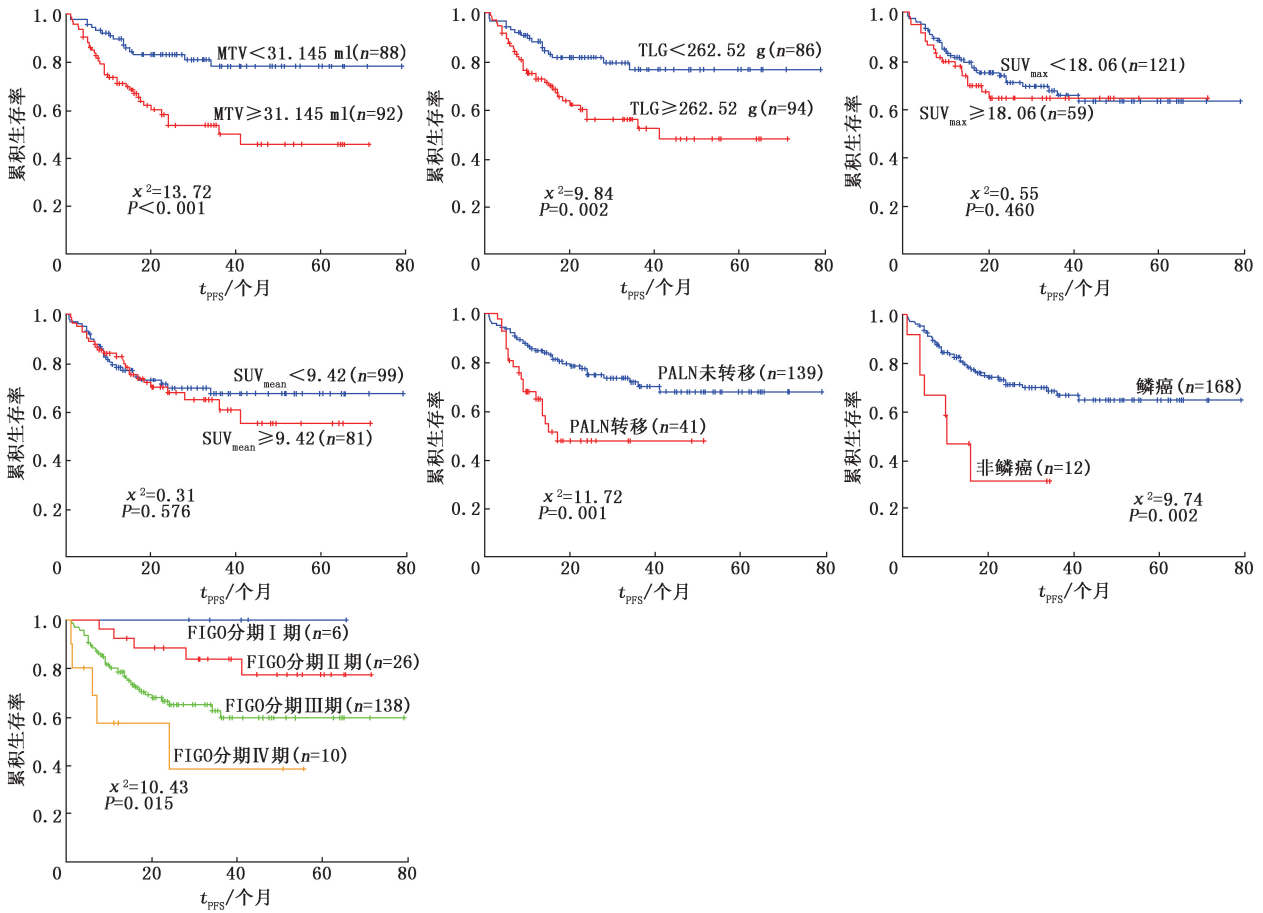 1.0
0.8
0.6
0.4
0.2
0
20
40
60
80
累积生存率
MTV<31.145 ml(n=88)
MTV≥31.145 ml(n=92)
x²=13.72
P<0.001
t_PFS/个月
1.0
0.8
0.6
0.4
0.2
0
20
40
60
80
累积生存率
TLG<262.52 g(n=86)
TLG≥262.52 g(n=94)
x²=9.84
P=0.002
t_PFS/个月
1.0
0.8
0.6
0.4
0.2
0
20
40
60
80
累积生存率
SUV_max<18.06(n=121)
SUV_max≥18.06(n=59)
x²=0.55
P=0.460
t_PFS/个月
1.0
0.8
0.6
0.4
0.2
0
20
40
60
80
累积生存率
SUV_mean<9.42(n=99)
SUV_mean≥9.42(n=81)
x²=0.31
P=0.576
t_PFS/个月
1.0
0.8
0.6
0.4
0.2
0
20
40
60
80
累积生存率
PALN未转移(n=139)
PALN转移(n=41)
x²=11.72
P=0.001
t_PFS/个月
1.0
0.8
0.6
0.4
0.2
0
20
40
60
80
累积生存率
鳞癌(n=168)
非鳞癌(n=12)
x²=9.74
P=0.002
t_PFS/个月
1.0
0.8
0.6
0.4
0.2
0
20
40
60
80
累积生存率
FIGO分期Ⅰ期(n=6)
FIGO分期Ⅱ期(n=26)
FIGO分期Ⅲ期(n=138)
FIGO分期Ⅳ期(n=10)
x²=10.43
P=0.015
t_PFS/个月